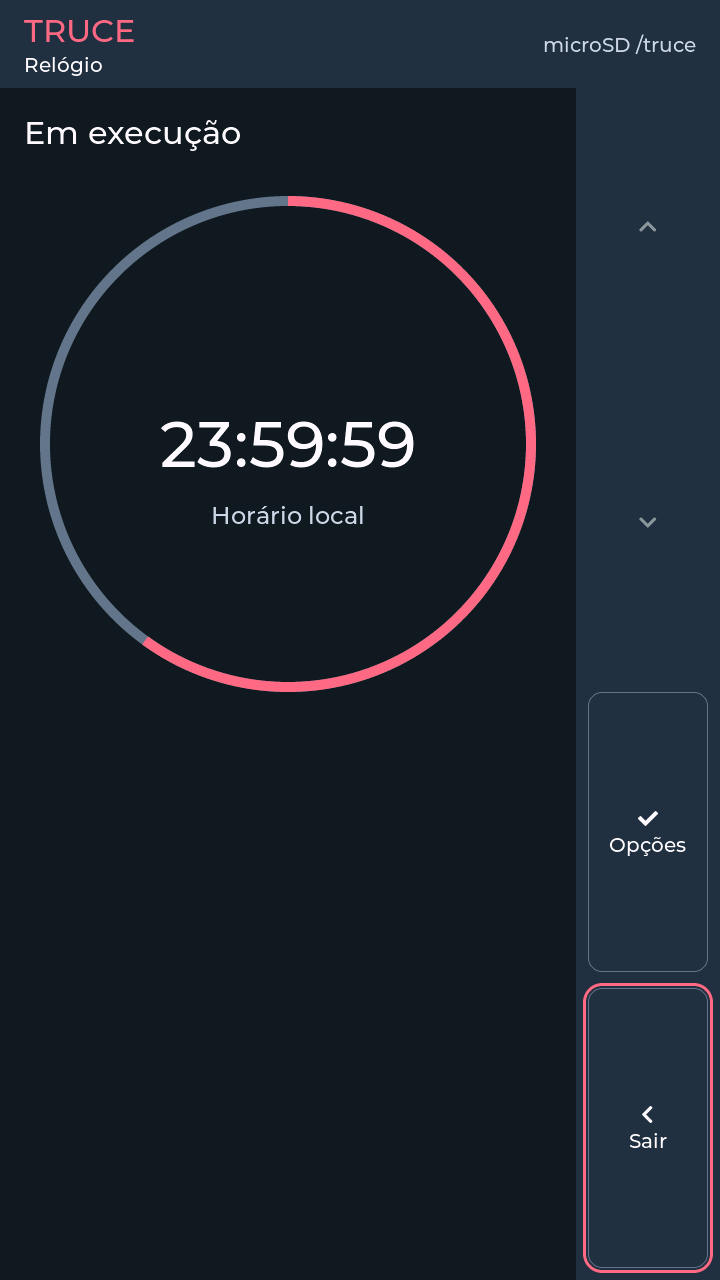 TRUCE
Relógio
microSD /truce
Em execução
23:59:59
Horário local
Opções
Sair